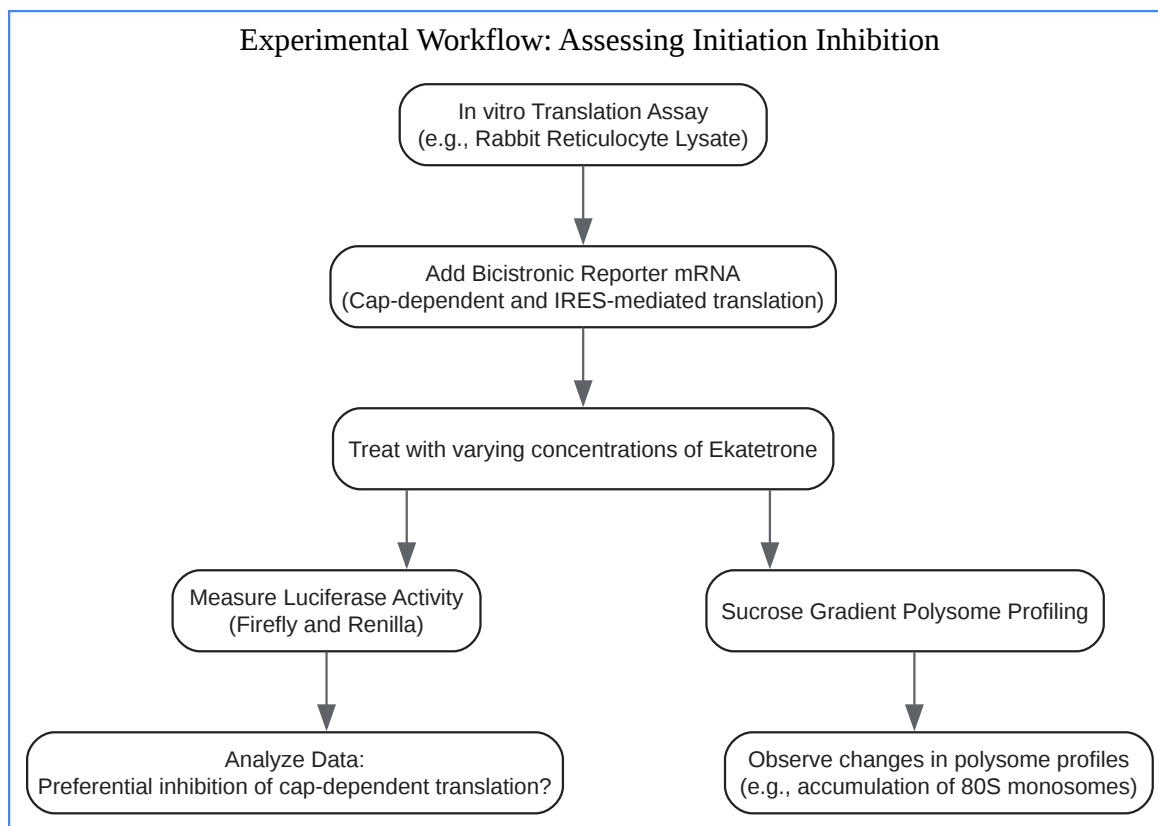 Experimental Workflow: Assessing Initiation Inhibition
In vitro Translation Assay
(e.g., Rabbit Reticulocyte Lysate)
Add Bicistronic Reporter mRNA
(Cap-dependent and IRES-mediated translation)
Treat with varying concentrations of Ekatetrone
Measure Luciferase Activity
(Firefly and Renilla)
Sucrose Gradient Polysome Profiling
Analyze Data:
Preferential inhibition of cap-dependent translation?
Observe changes in polysome profiles
(e.g., accumulation of 80S monosomes)